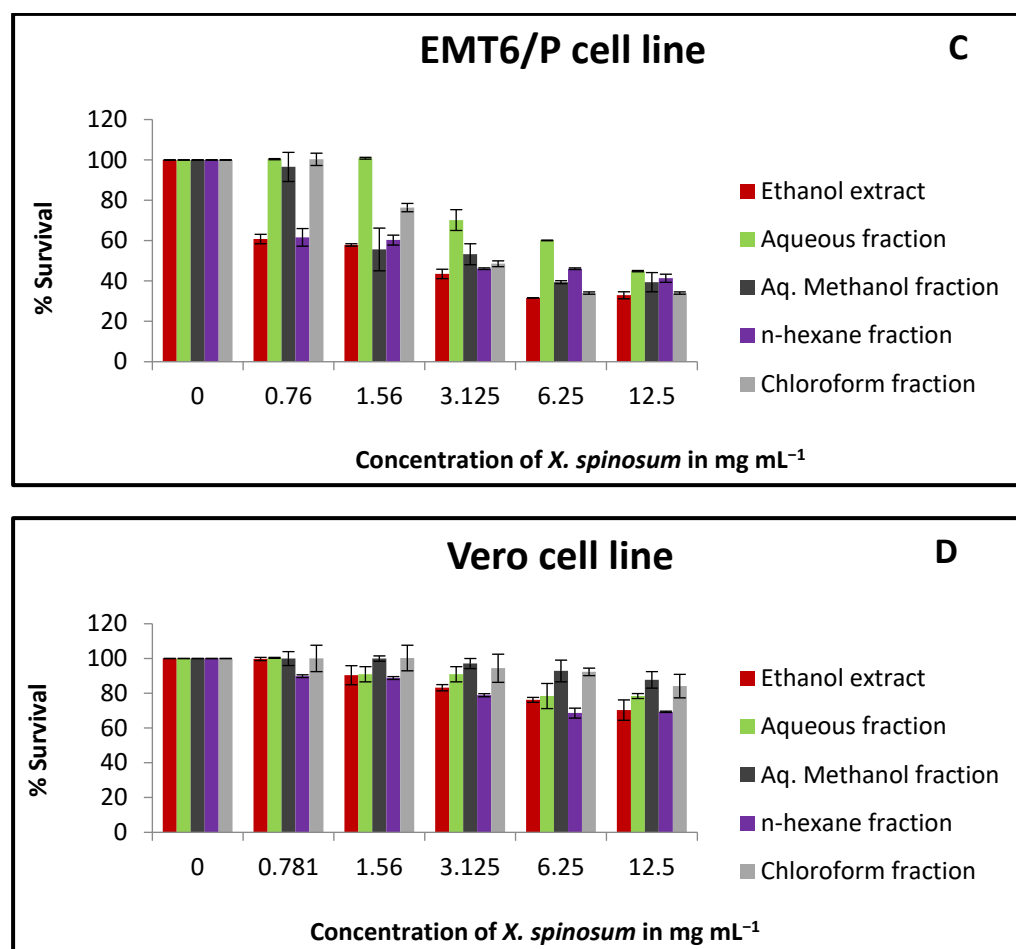 EMT6/P cell line
C
120
100
80
60
40
20
0
% Survival
0 0.76 1.56 3.125 6.25 12.5
Concentration of X. spinosum in mg mL⁻¹
Ethanol extract
Aqueous fraction
Aq. Methanol fraction
n-hexane fraction
Chloroform fraction
Vero cell line
D
120
100
80
60
40
20
0
% Survival
0 0.781 1.56 3.125 6.25 12.5
Concentration of X. spinosum in mg mL⁻¹
Ethanol extract
Aqueous fraction
Aq. Methanol fraction
n-hexane fraction
Chloroform fraction